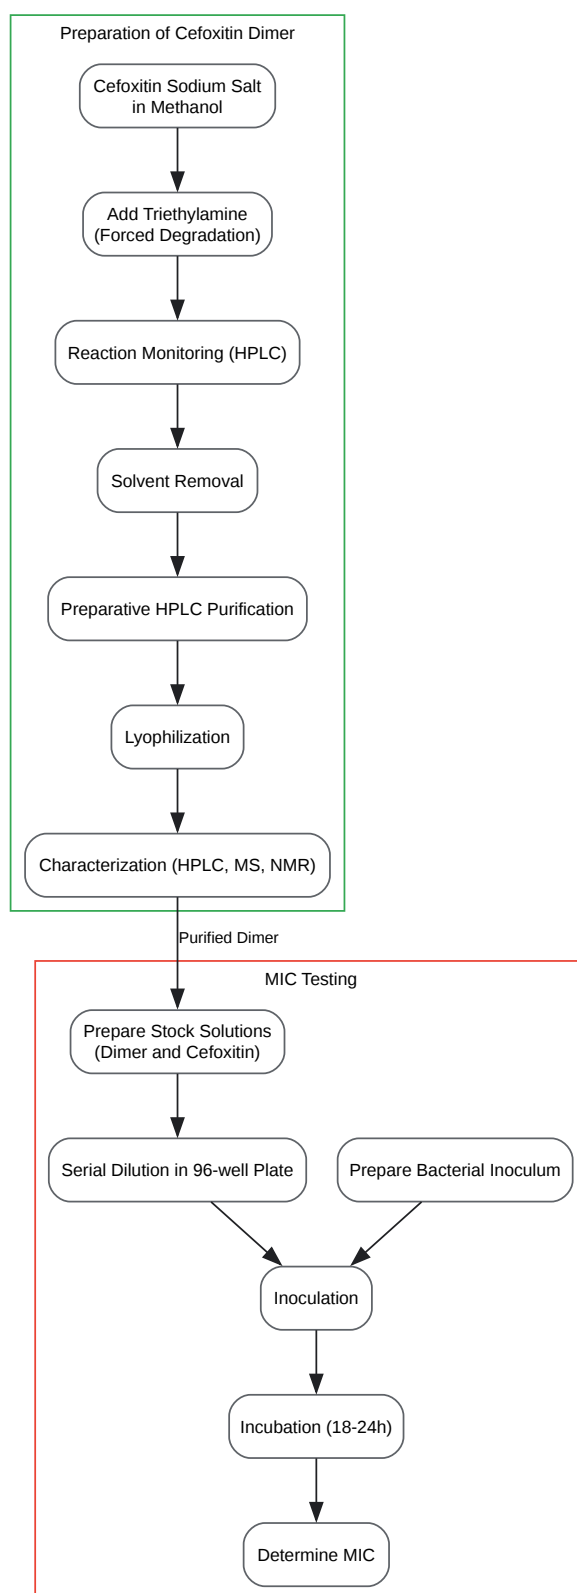 Preparation of Cefoxitin Dimer
Cefoxitin Sodium Salt
in Methanol
Add Triethylamine
(Forced Degradation)
Reaction Monitoring (HPLC)
Solvent Removal
Preparative HPLC Purification
Lyophilization
Characterization (HPLC, MS, NMR)
Purified Dimer
MIC Testing
Prepare Stock Solutions
(Dimer and Cefoxitin)
Serial Dilution in 96-well Plate
Prepare Bacterial Inoculum
Inoculation
Incubation (18-24h)
Determine MIC